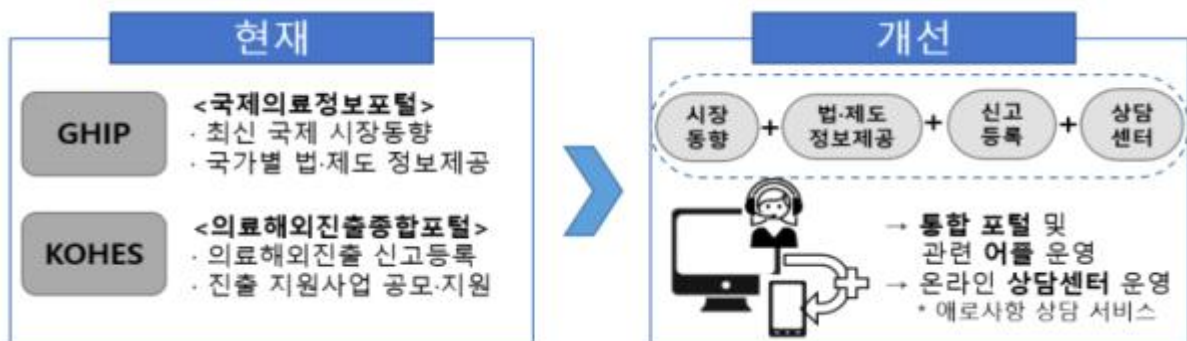 현재
GHIP
<국제의료정보포털>
· 최신 국제 시장동향
· 국가별 법·제도 정보제공
KOHES
<의료해외진출종합포털>
· 의료해외진출 신고등록
· 진출 지원사업 공모·지원
개선
시장
동향
+
법·제도
정보제공
+
신고
등록
+
상담
센터
→ 통합 포털 및
관련 어플 운영
→ 온라인 상담센터 운영
* 애로사항 상담 서비스